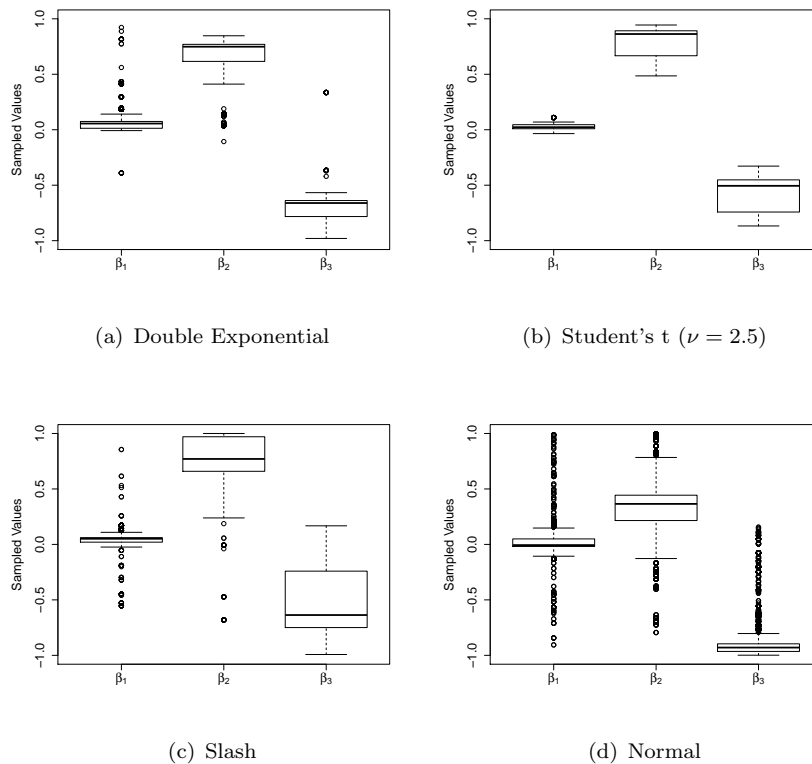 1.0
0.5
0.0
−0.5
−1.0
Sampled Values
β1
β2
β3
(a) Double Exponential
1.0
0.5
0.0
−0.5
−1.0
Sampled Values
β1
β2
β3
(b) Student's t (ν = 2.5)
1.0
0.5
0.0
−0.5
−1.0
Sampled Values
β1
β2
β3
(c) Slash
1.0
0.5
0.0
−0.5
−1.0
Sampled Values
β1
β2
β3
(d) Normal